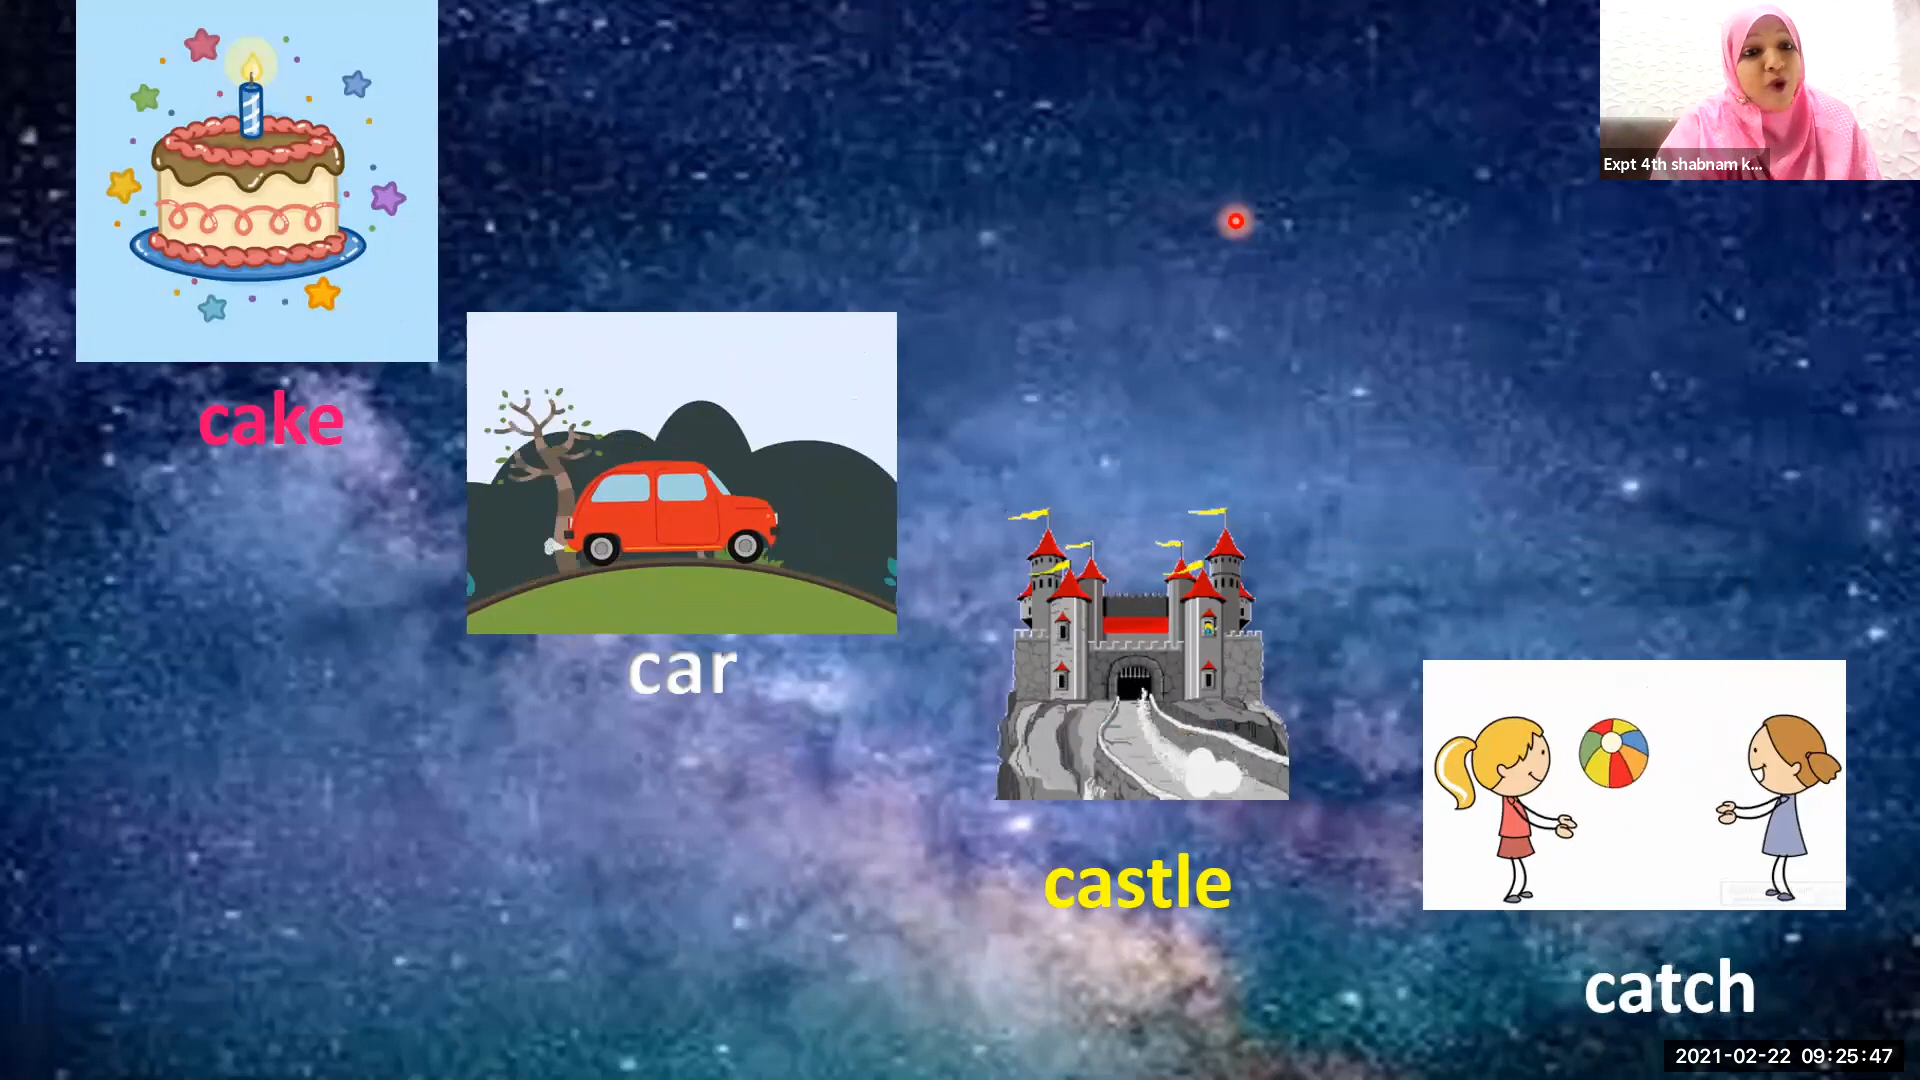 Expt 4th shabnam k...
cake
car
castle
catch
2021-02-22 09:25:47